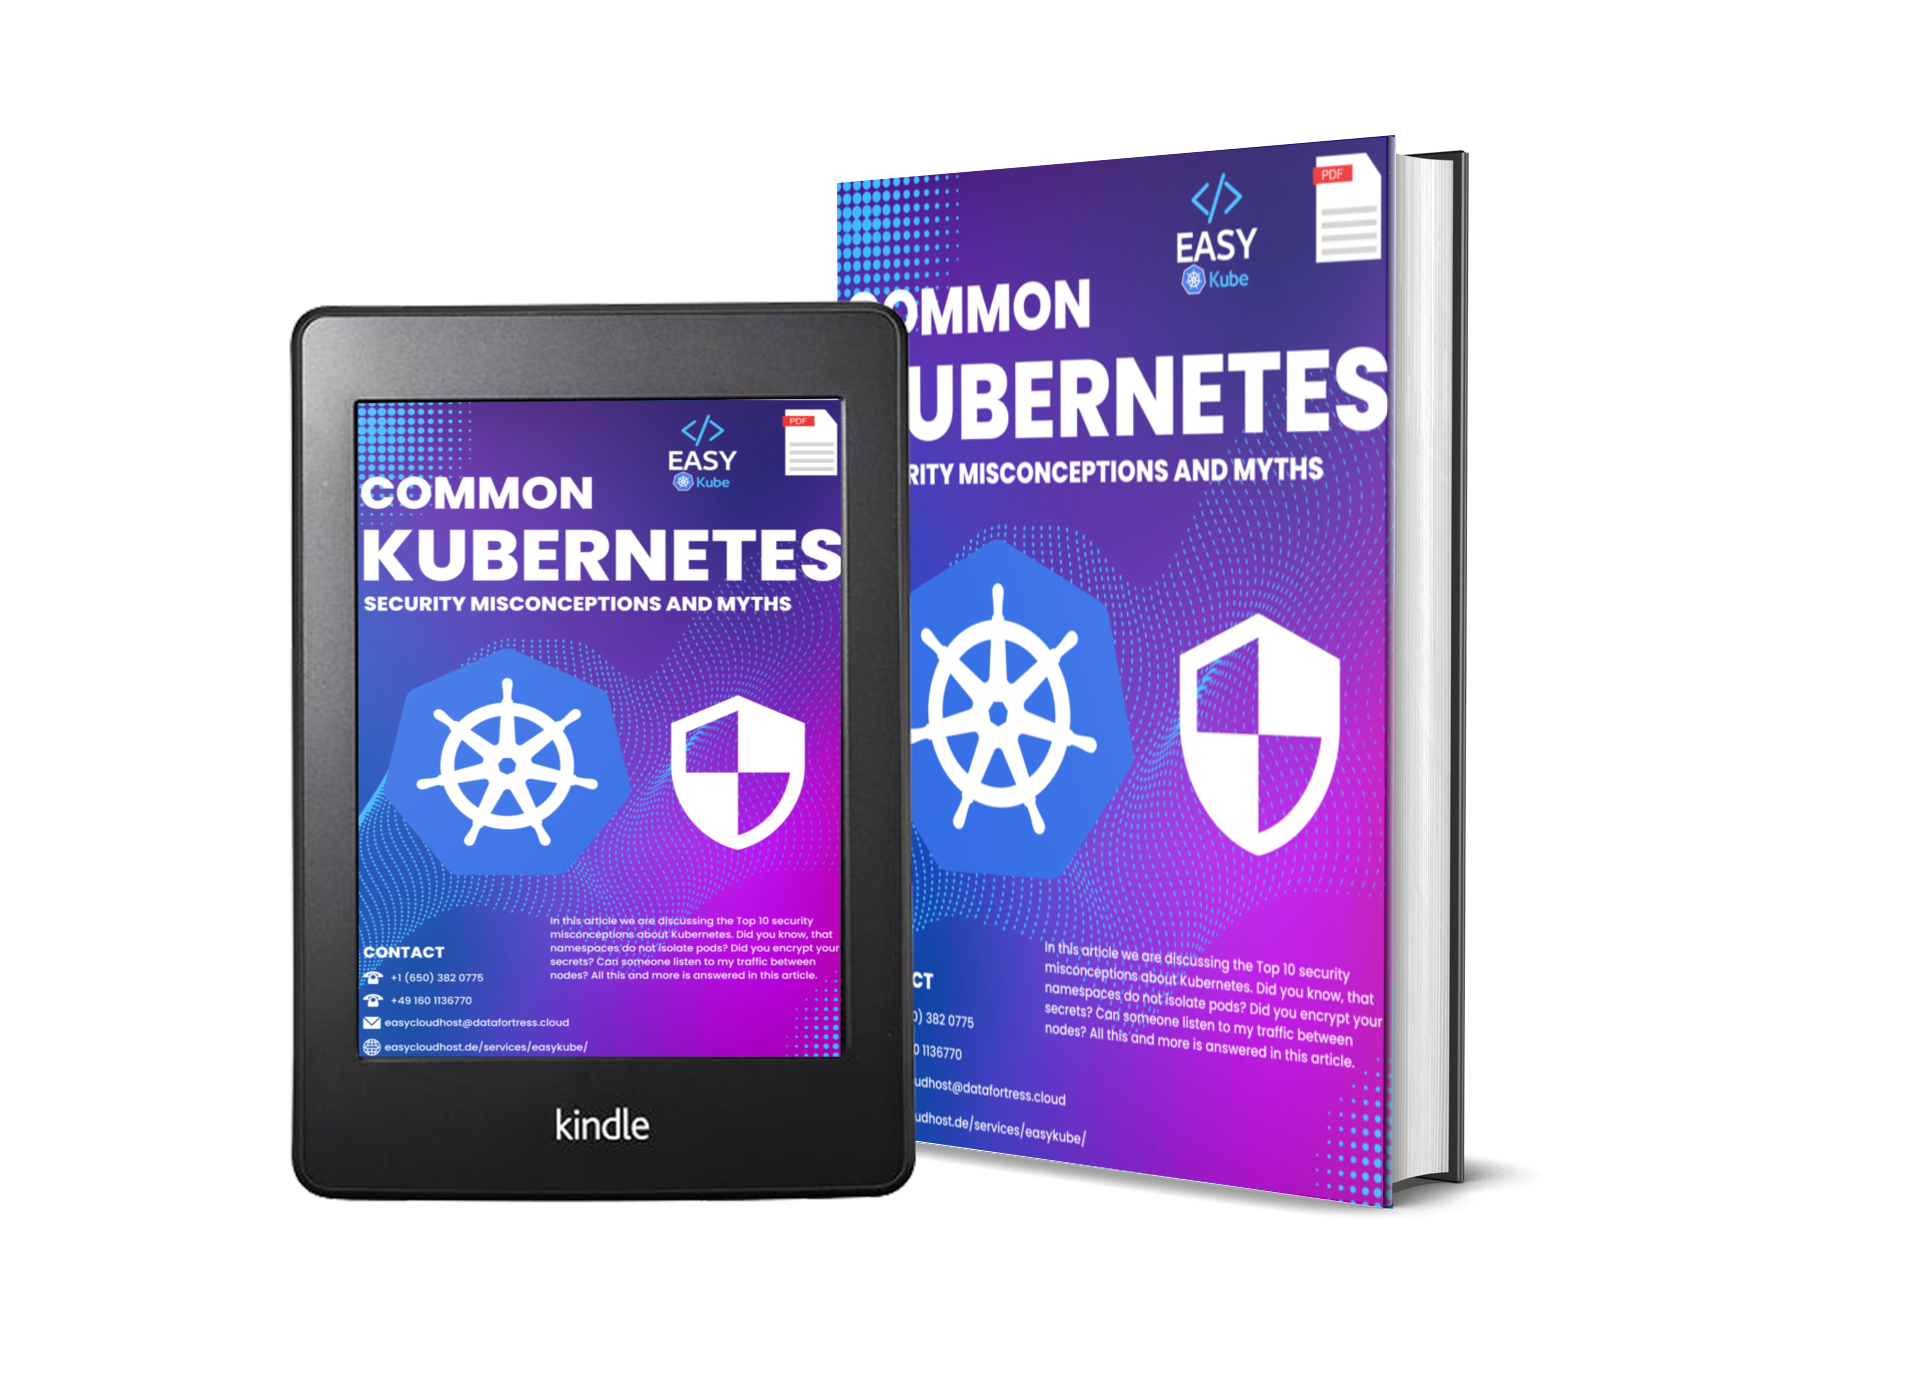 PDF
EASY
Kube
COMMON
KUBERNETES
SECURITY MISCONCEPTIONS AND MYTHS
In this article we are discussing the Top 10 security
misconceptions about Kubernetes. Did you know, that
namespaces do not isolate pods? Did you encrypt your
secrets? Can someone listen to my traffic between
nodes? All this and more is answered in this article.
CONTACT
+1 (650) 382 0775
+49 160 1136770
easycloudhost@datafortress.cloud
easycloudhost.de/services/easykube/
kindle
PDF
EASY
Kube
COMMON
UBERNETES
RITY MISCONCEPTIONS AND MYTHS
In this article we are discussing the Top 10 security
misconceptions about Kubernetes. Did you know, that
namespaces do not isolate pods? Did you encrypt your
secrets? Can someone listen to my traffic between
nodes? All this and more is answered in this article.
CT
0) 382 0775
0 1136770
udhost@datafortress.cloud
udhost.de/services/easykube/